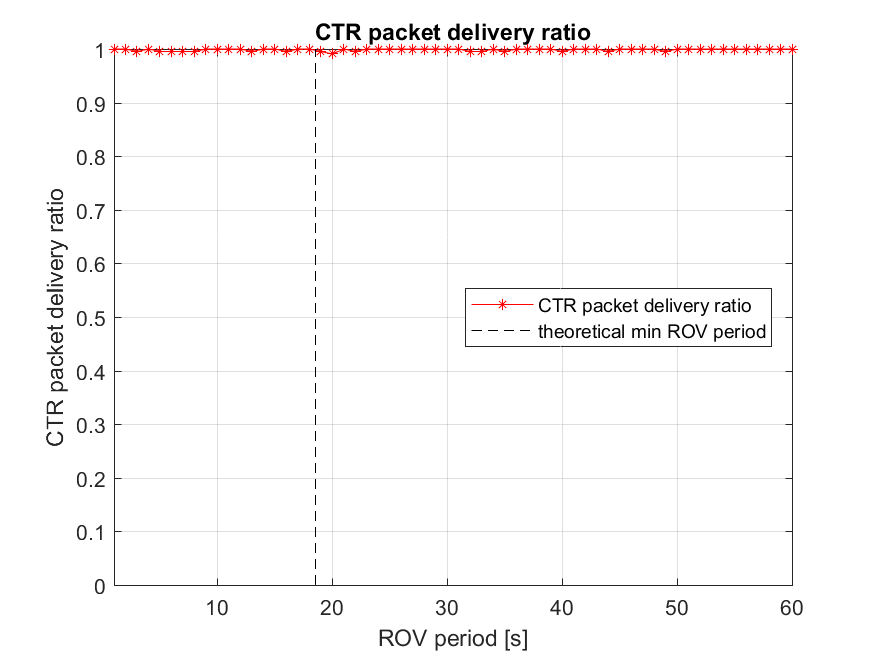 CTR packet delivery ratio
CTR packet delivery ratio
1
0.9
0.8
0.7
0.6
0.5
0.4
0.3
0.2
0.1
0
CTR packet delivery ratio
theoretical min ROV period
10 20 30 40 50 60
ROV period [s]